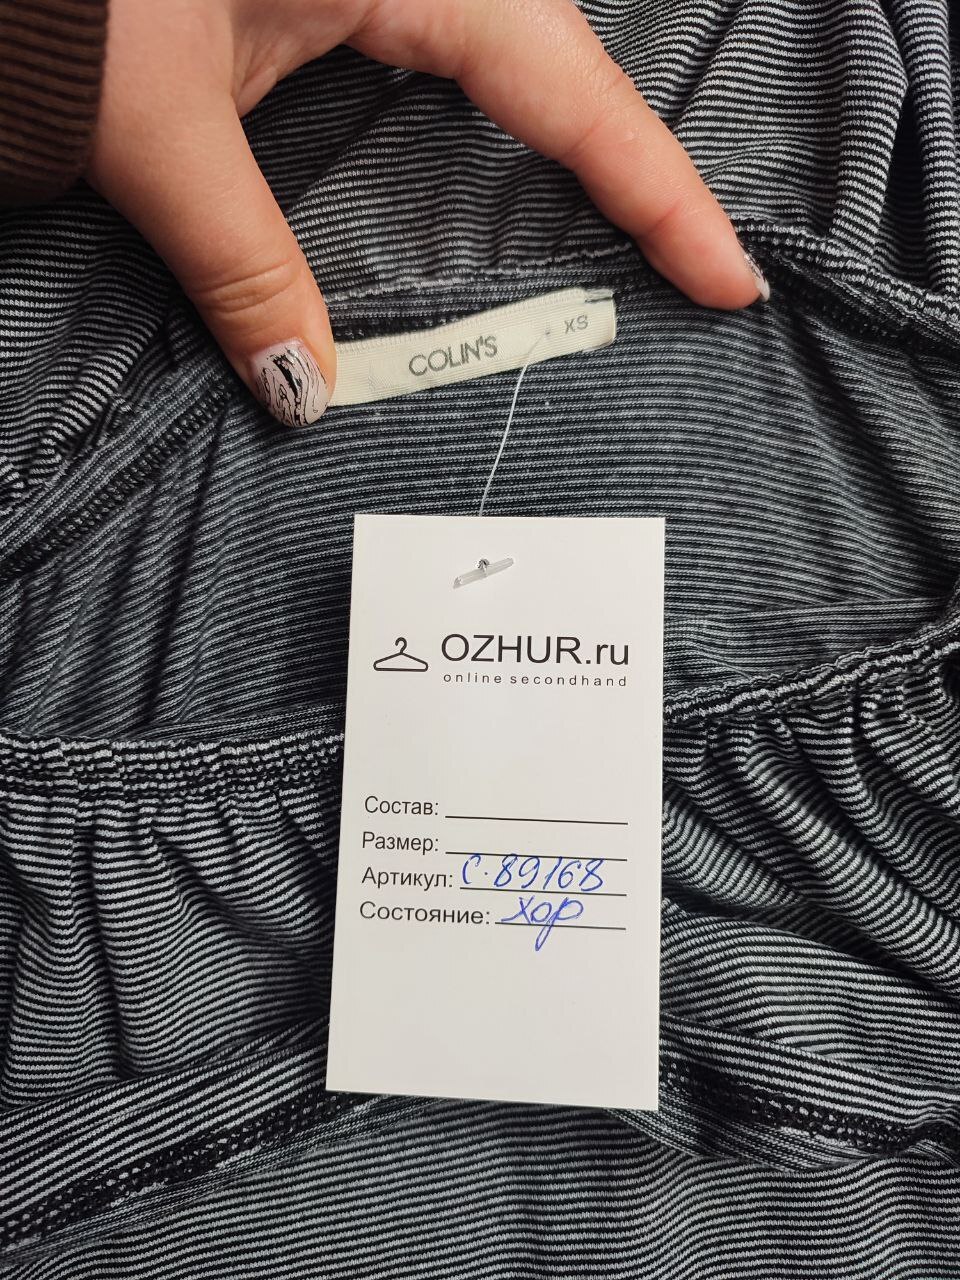 COLIN'S XS
OZHUR.ru
online secondhand
Состав:
Размер:
Артикул: С-89168
Состояние: хор